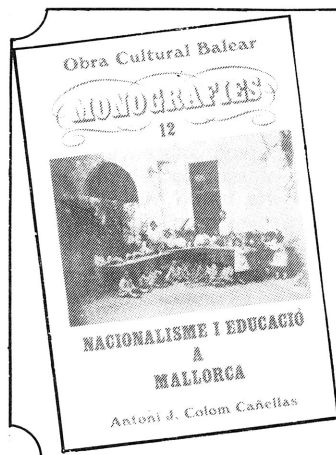 Obra Cultural Balear
MONOGRAFIES
12
NACIONALISME I EDUCACIÓ
A
MALLORCA
Antoni J. Colom Cañellas